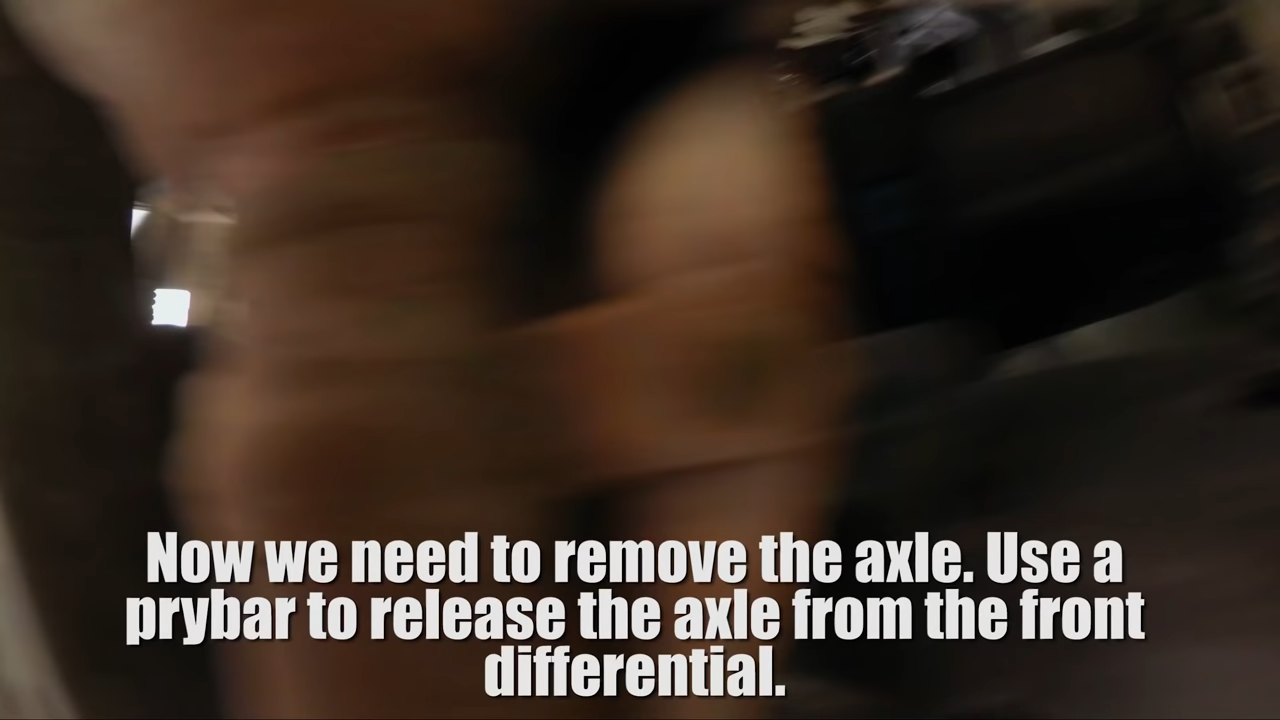 Now we need to remove the axle. Use a
prybar to release the axle from the front
differential.